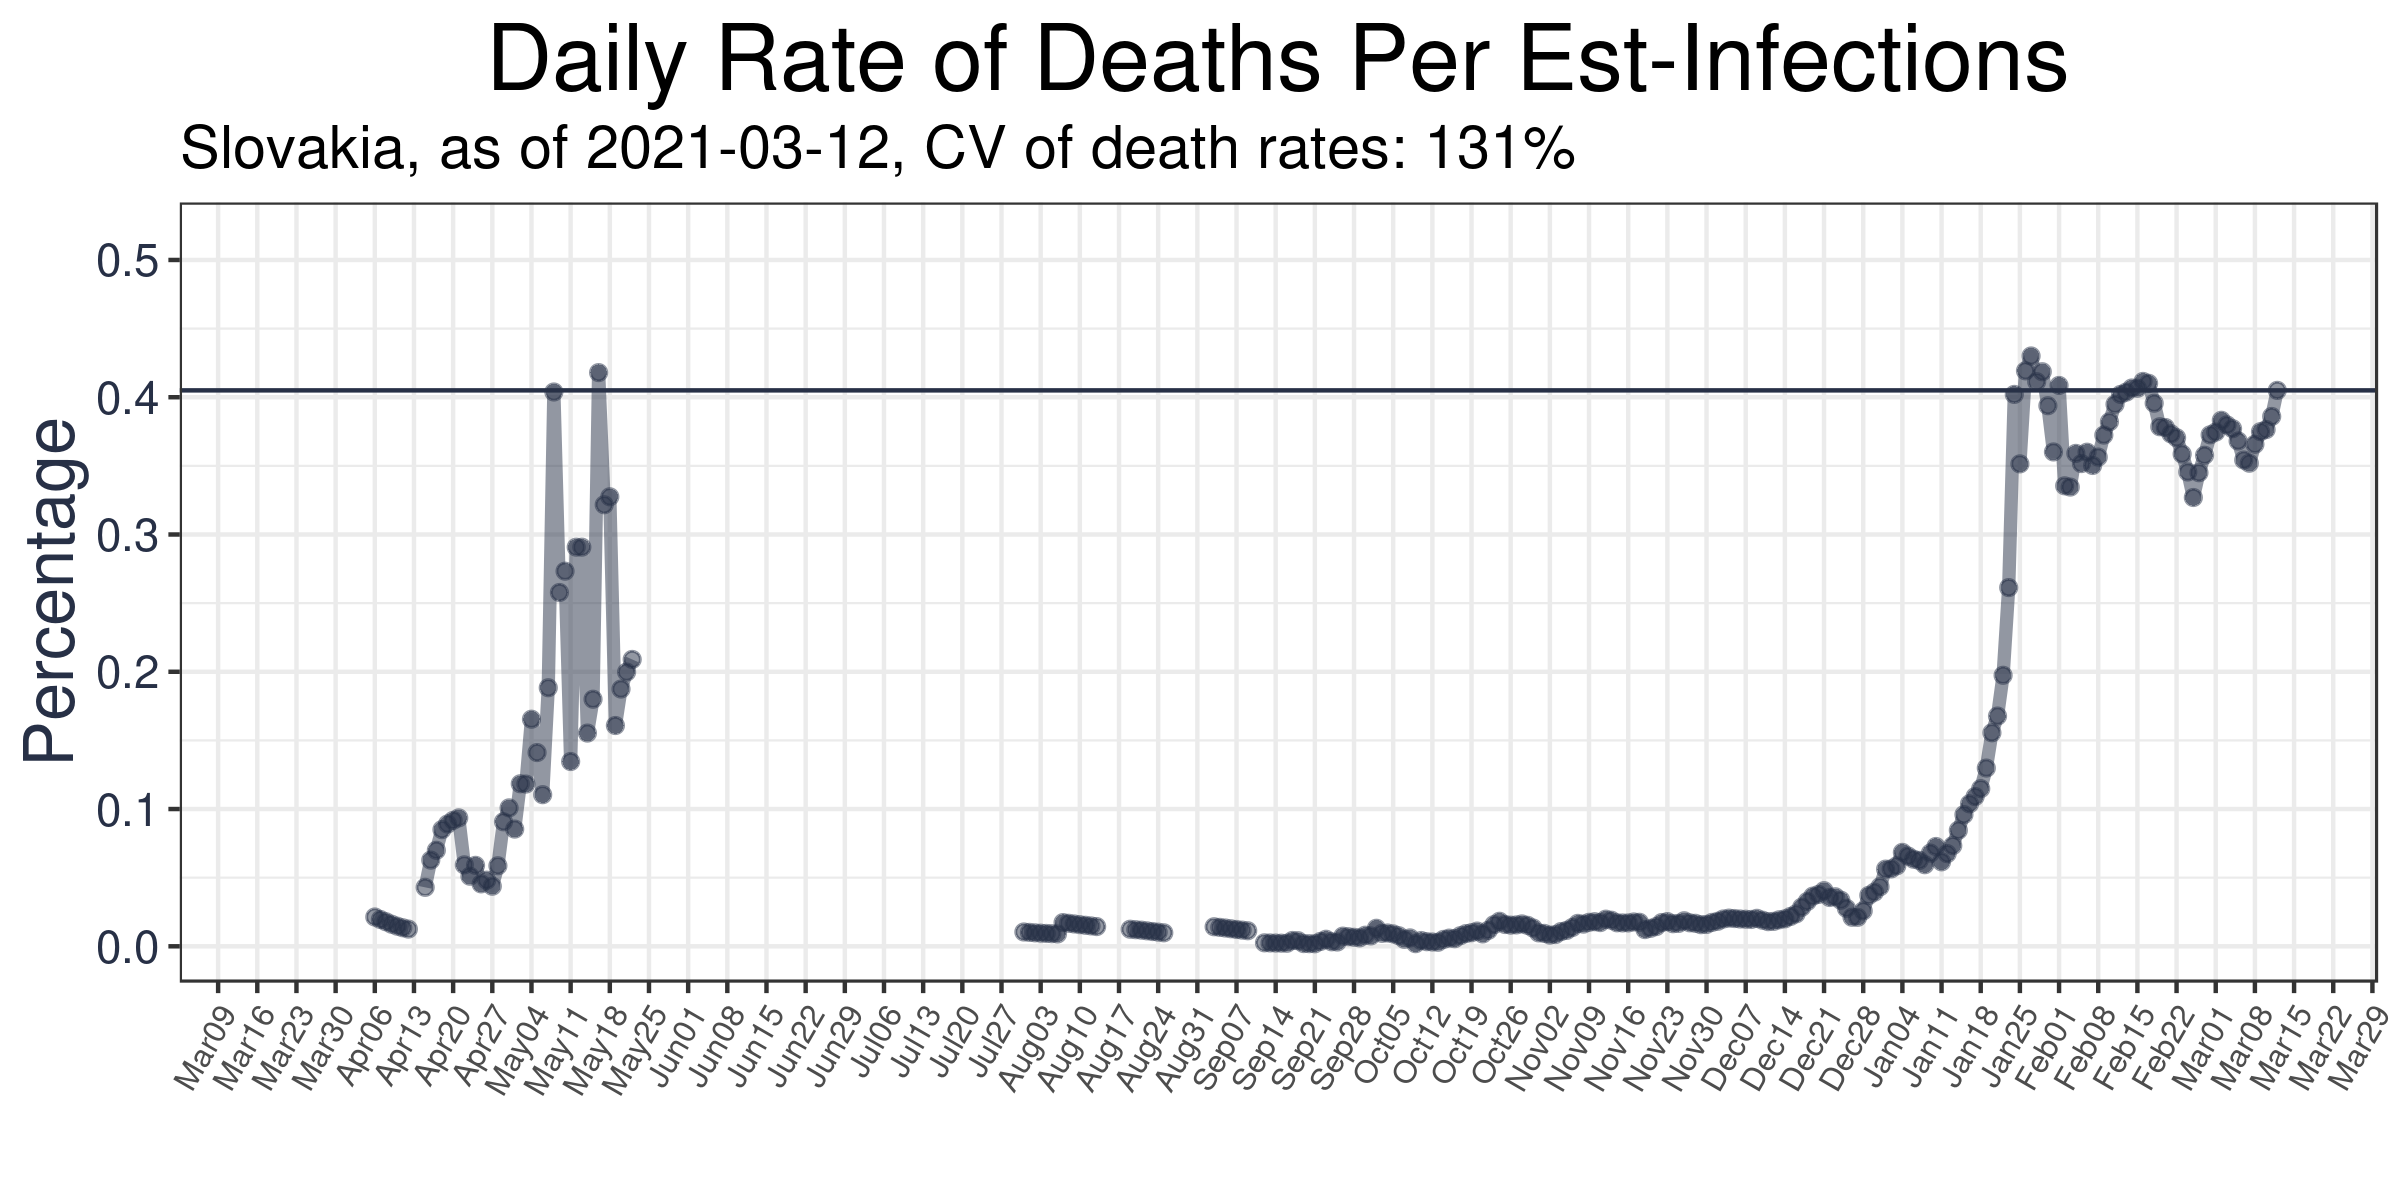 Daily Rate of Deaths Per Est-Infections
Slovakia, as of 2021-03-12, CV of death rates: 131%
Percentage
0.5
0.4
0.3
0.2
0.1
0.0
Mar09
Mar16
Mar23
Mar30
Apr06
Apr13
Apr20
Apr27
May04
May11
May18
May25
Jun01
Jun08
Jun15
Jun22
Jun29
Jul06
Jul13
Jul20
Jul27
Aug03
Aug10
Aug17
Aug24
Aug31
Sep07
Sep14
Sep21
Sep28
Oct05
Oct12
Oct19
Oct26
Nov02
Nov09
Nov16
Nov23
Nov30
Dec07
Dec14
Dec21
Dec28
Jan04
Jan11
Jan18
Jan25
Feb01
Feb08
Feb15
Feb22
Mar01
Mar08
Mar15
Mar22
Mar29